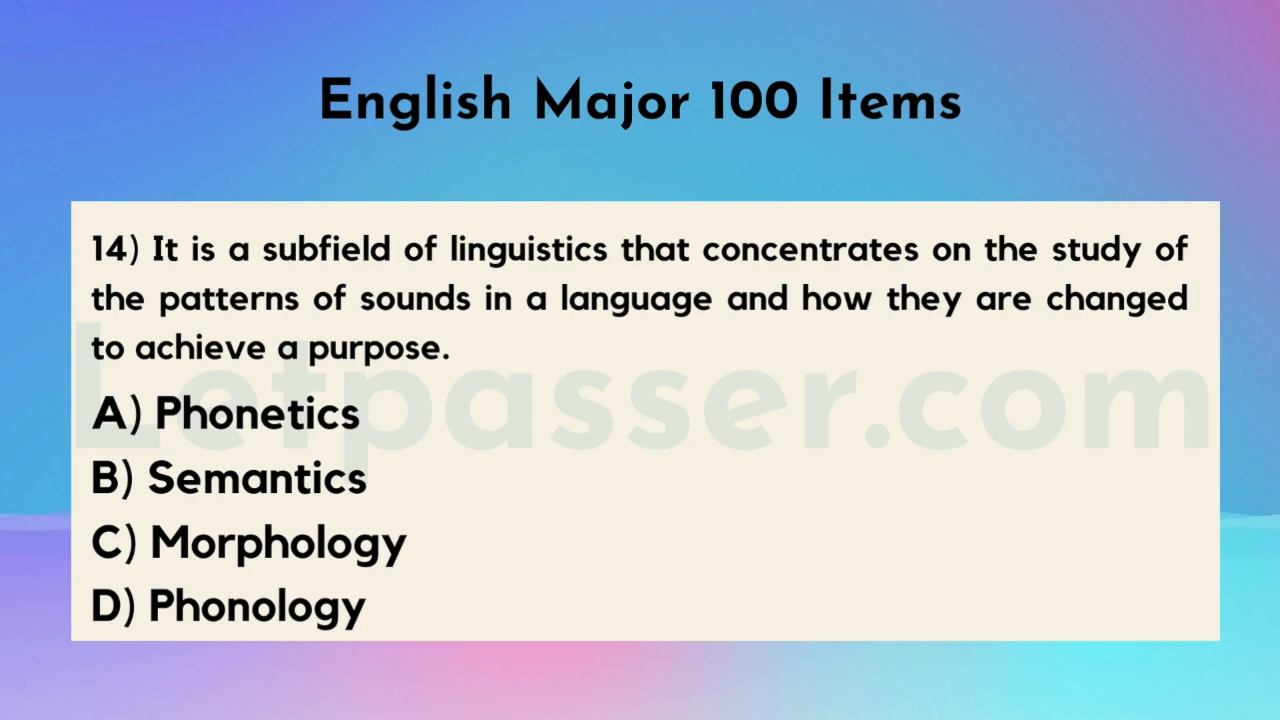 English Major 100 Items
14) It is a subfield of linguistics that concentrates on the study of
the patterns of sounds in a language and how they are changed
to achieve a purpose.
Letpasser.com
A) Phonetics
B) Semantics
C) Morphology
D) Phonology